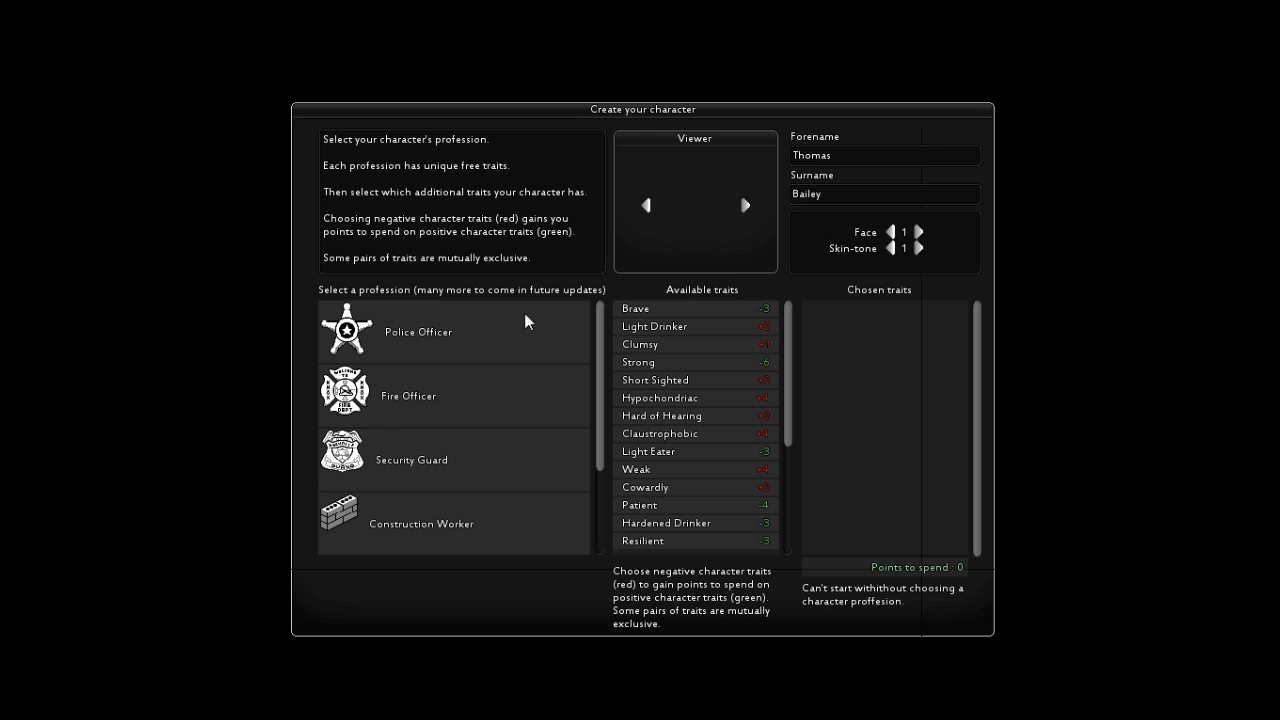 Create your character
Select your character's profession.
Each profession has unique free traits.
Then select which additional traits your character has.
Choosing negative character traits (red) gains you
points to spend on positive character traits (green).
Some pairs of traits are mutually exclusive.
Viewer
Forename
Thomas
Surname
Bailey
Face 1
Skin-tone 1
Select a profession (many more to come in future updates)
Police Officer
Fire Officer
Security Guard
Construction Worker
Available traits
Brave -3
Light Drinker
Clumsy +1
Strong -6
Short Sighted
Hypochondriac +4
Hard of Hearing
Claustrophobic +4
Light Eater -3
Weak +4
Cowardly
Patient -4
Hardened Drinker -3
Resilient -3
Choose negative character traits
(red) to gain points to spend on
positive character traits (green).
Some pairs of traits are mutually
exclusive.
Chosen traits
Points to spend : 0
Can't start withithout choosing a
character proffesion.